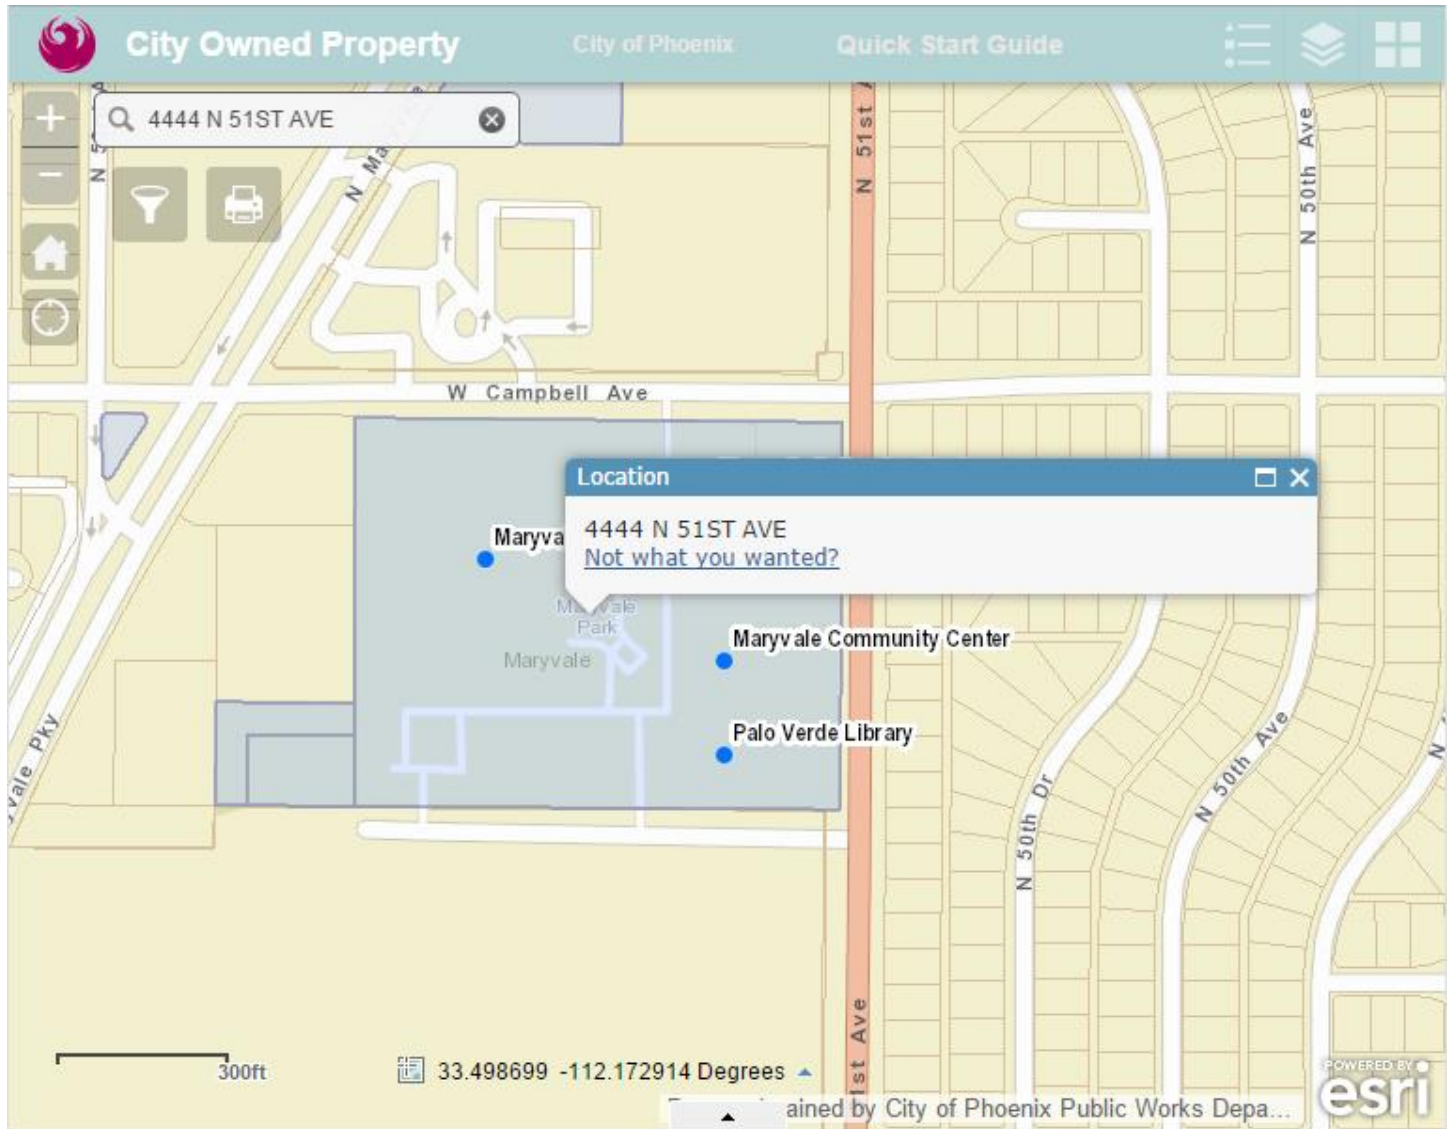 City Owned Property
City of Phoenix
Quick Start Guide
4444 N 51ST AVE
N 51st A
N 50th Ave
W Campbell Ave
Location
4444 N 51ST AVE
Not what you wanted?
Maryva
Maryvale
Park
Maryvale
Maryvale Community Center
Palo Verde Library
yvale Pky
N 50th Dr
N 50th Ave
N
300ft
33.498699 -112.172914 Degrees
1st Ave
ained by City of Phoenix Public Works Depa...
POWERED BY
esri